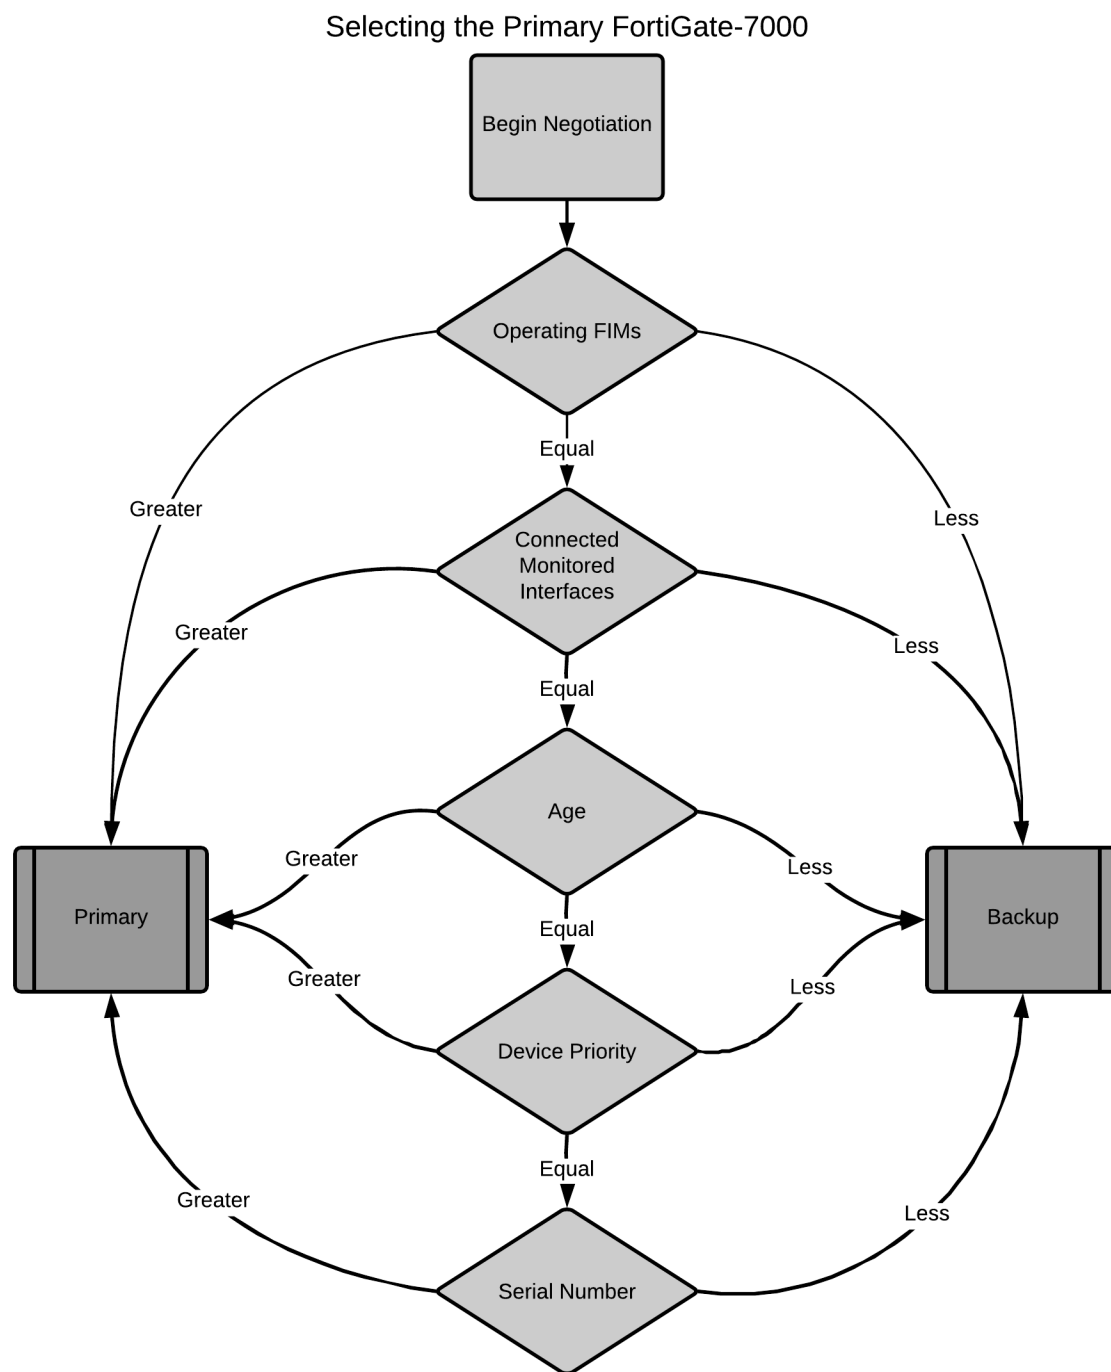 Selecting the Primary FortiGate-7000
Begin Negotiation
Operating FIMs
Equal
Greater
Less
Connected
Monitored
Interfaces
Greater
Less
Equal
Age
Greater
Less
Primary
Backup
Equal
Greater
Less
Device Priority
Equal
Greater
Less
Serial Number